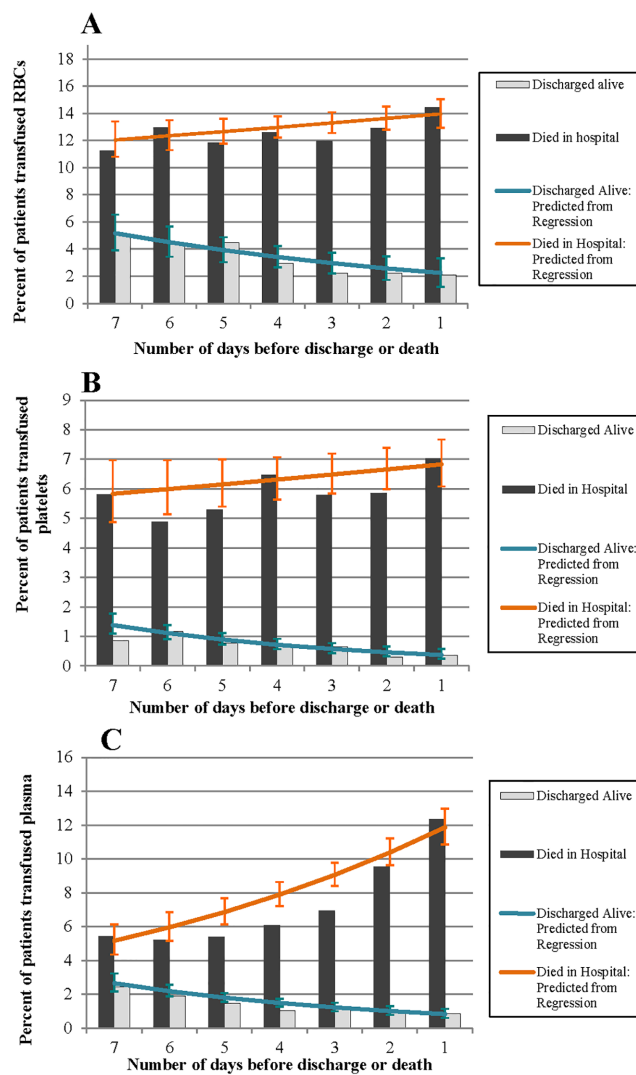 A
Percent of patients transfused RBCs
20
18
16
14
12
10
8
6
4
2
0
7 6 5 4 3 2 1
Number of days before discharge or death
Discharged alive
Died in hospital
Discharged Alive:
Predicted from
Regression
Died in Hospital:
Predicted from
Regression
B
Percent of patients transfused
platelets
9
8
7
6
5
4
3
2
1
0
7 6 5 4 3 2 1
Number of days before discharge or death
Discharged Alive
Died in Hospital
Discharged Alive:
Predicted from
Regression
Died in Hospital:
Predicted from
Regression
C
Percent of patients transfused plasma
16
14
12
10
8
6
4
2
0
7 6 5 4 3 2 1
Number of days before discharge or death
Discharged Alive
Died in Hospital
Discharged Alive:
Predicted from
Regression
Died in Hospital:
Predicted from
Regression